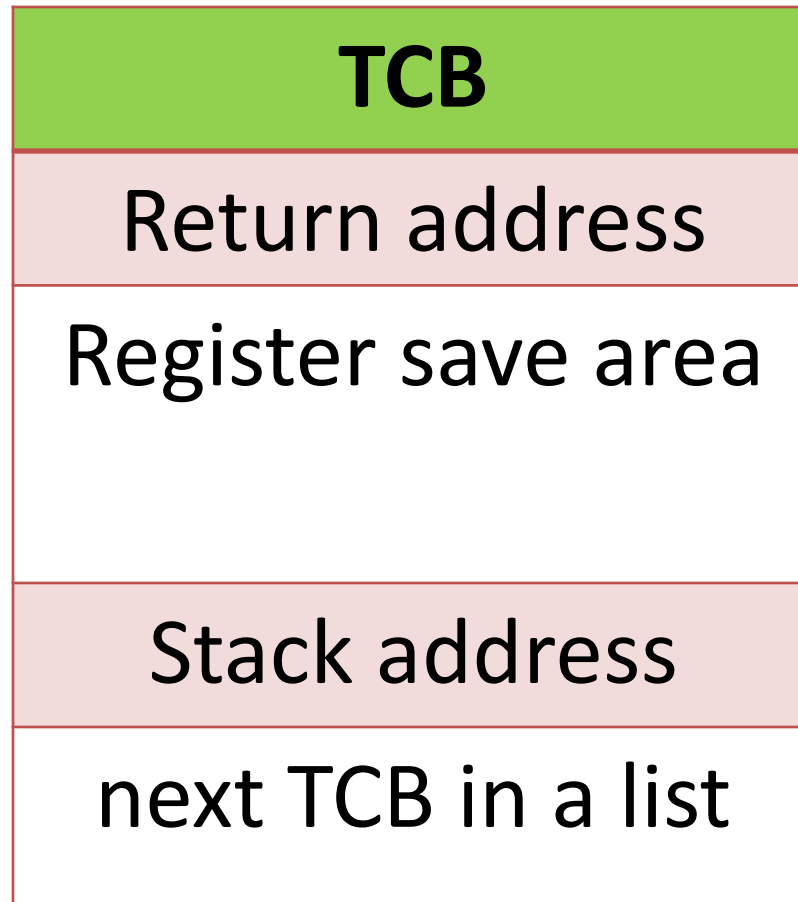 TCB
Return address
Register save area
Stack address
next TCB in a list